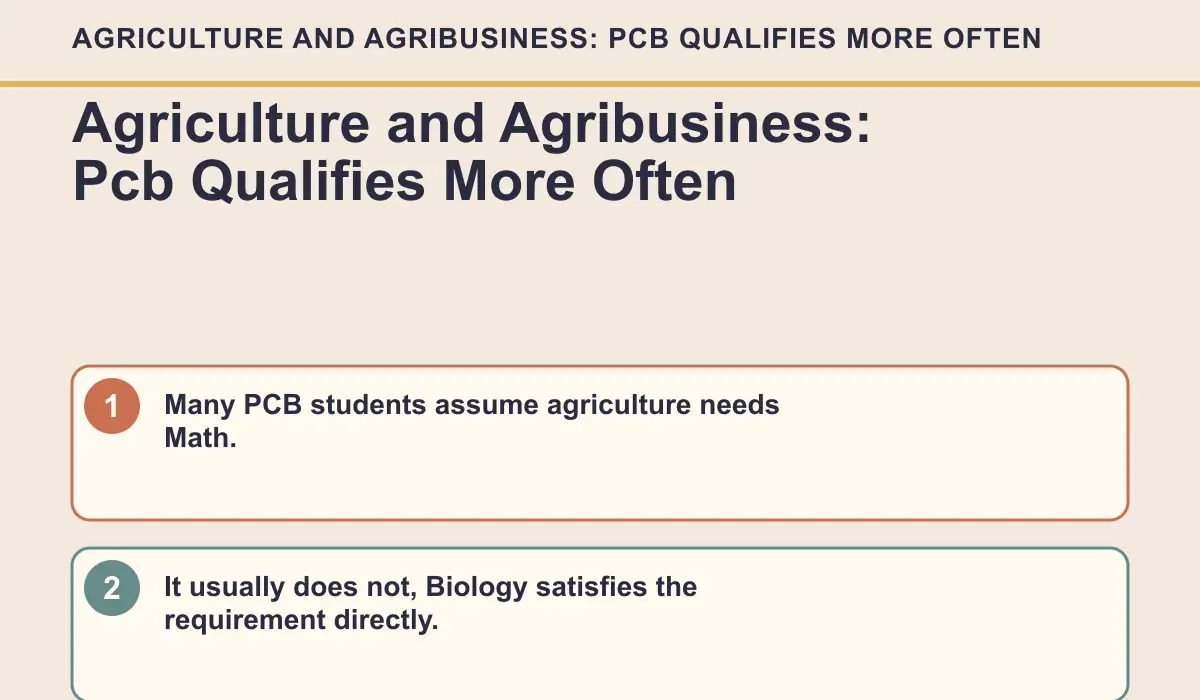 AGRICULTURE AND AGRIBUSINESS: PCB QUALIFIES MORE OFTEN
Agriculture and Agribusiness:
Pcb Qualifies More Often
1
Many PCB students assume agriculture needs
Math.
2
It usually does not, Biology satisfies the
requirement directly.